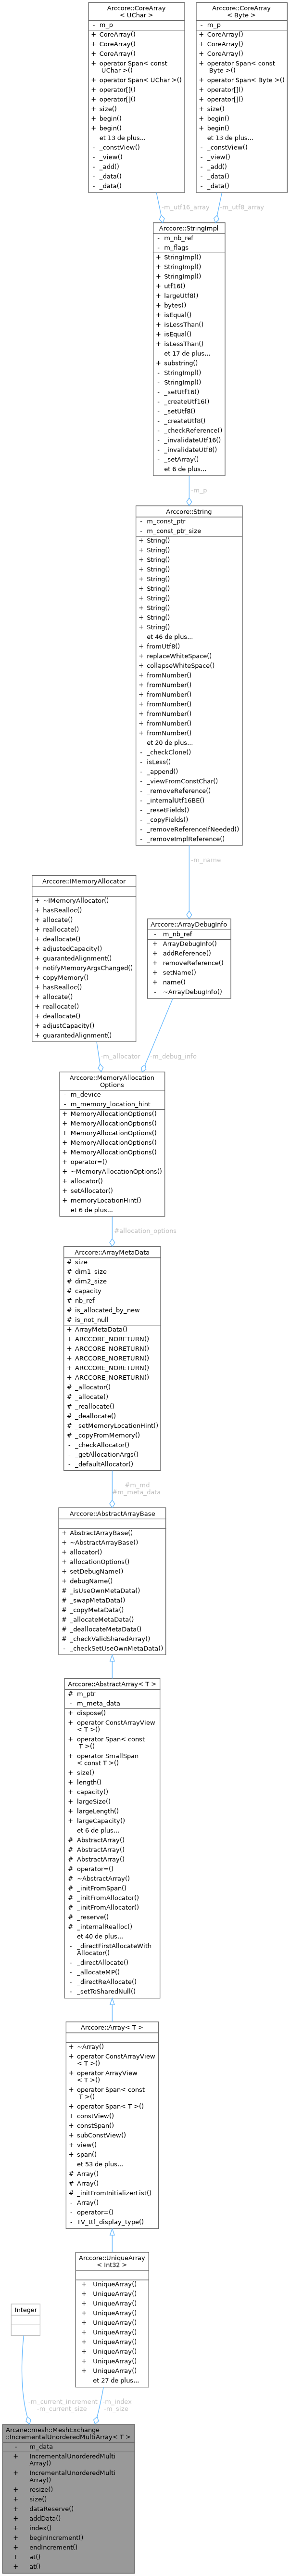 Arccore::CoreArray
< UChar >
- m_p
+ CoreArray()
+ CoreArray()
+ CoreArray()
+ operator Span< const
UChar >()
+ operator Span< UChar >()
+ operator[]()
+ operator[]()
+ size()
+ begin()
+ begin()
et 13 de plus...
- _constView()
- _view()
- _add()
- _data()
- _data()
Arccore::CoreArray
< Byte >
- m_p
+ CoreArray()
+ CoreArray()
+ CoreArray()
+ operator Span< const
Byte >()
+ operator Span< Byte >()
+ operator[]()
+ operator[]()
+ size()
+ begin()
+ begin()
et 13 de plus...
- _constView()
- _view()
- _add()
- _data()
- _data()
-m_utf16_array
-m_utf8_array
Arccore::StringImpl
- m_nb_ref
- m_flags
+ StringImpl()
+ StringImpl()
+ StringImpl()
+ utf16()
+ largeUtf8()
+ bytes()
+ isEqual()
+ isLessThan()
+ isEqual()
+ isLessThan()
et 17 de plus...
+ substring()
- StringImpl()
- StringImpl()
- _setUtf16()
- _createUtf16()
- _setUtf8()
- _createUtf8()
- _checkReference()
- _invalidateUtf16()
- _invalidateUtf8()
- _setArray()
et 6 de plus...
-m_p
Arccore::String
- m_const_ptr
- m_const_ptr_size
+ String()
+ String()
+ String()
+ String()
+ String()
+ String()
+ String()
+ String()
+ String()
+ String()
et 46 de plus...
+ fromUtf8()
+ replaceWhiteSpace()
+ collapseWhiteSpace()
+ fromNumber()
+ fromNumber()
+ fromNumber()
+ fromNumber()
+ fromNumber()
+ fromNumber()
+ fromNumber()
et 20 de plus...
- _checkClone()
- isLess()
- _append()
- _viewFromConstChar()
- _removeReference()
- _internalUtf16BE()
- _resetFields()
- _copyFields()
- _removeReferenceIfNeeded()
- _removeImplReference()
-m_name
Arccore::IMemoryAllocator
+ ~IMemoryAllocator()
+ hasRealloc()
+ allocate()
+ reallocate()
+ deallocate()
+ adjustedCapacity()
+ guarantedAlignment()
+ notifyMemoryArgsChanged()
+ copyMemory()
+ hasRealloc()
+ allocate()
+ reallocate()
+ deallocate()
+ adjustCapacity()
+ guarantedAlignment()
Arccore::ArrayDebugInfo
- m_nb_ref
+ ArrayDebugInfo()
+ addReference()
+ removeReference()
+ setName()
+ name()
- ~ArrayDebugInfo()
-m_allocator
-m_debug_info
Arccore::MemoryAllocation
Options
- m_device
- m_memory_location_hint
+ MemoryAllocationOptions()
+ MemoryAllocationOptions()
+ MemoryAllocationOptions()
+ MemoryAllocationOptions()
+ MemoryAllocationOptions()
+ operator=()
+ ~MemoryAllocationOptions()
+ allocator()
+ setAllocator()
+ memoryLocationHint()
et 6 de plus...
#allocation_options
Arccore::ArrayMetaData
# size
# dim1_size
# dim2_size
# capacity
# nb_ref
# is_allocated_by_new
# is_not_null
+ ArrayMetaData()
+ ARCCORE_NORETURN()
+ ARCCORE_NORETURN()
+ ARCCORE_NORETURN()
+ ARCCORE_NORETURN()
+ ARCCORE_NORETURN()
# _allocator()
# _allocate()
# _reallocate()
# _deallocate()
# _setMemoryLocationHint()
# _copyFromMemory()
- _checkAllocator()
- _getAllocationArgs()
- _defaultAllocator()
#m_md
#m_meta_data
Arccore::AbstractArrayBase
+ AbstractArrayBase()
+ ~AbstractArrayBase()
+ allocator()
+ allocationOptions()
+ setDebugName()
+ debugName()
# _isUseOwnMetaData()
# _swapMetaData()
# _copyMetaData()
# _allocateMetaData()
# _deallocateMetaData()
# _checkValidSharedArray()
- _checkSetUseOwnMetaData()
Arccore::AbstractArray< T >
# m_ptr
- m_meta_data
+ dispose()
+ operator ConstArrayView
< T >()
+ operator Span< const
T >()
+ operator SmallSpan
< const T >()
+ size()
+ length()
+ capacity()
+ largeSize()
+ largeLength()
+ largeCapacity()
et 6 de plus...
# AbstractArray()
# AbstractArray()
# AbstractArray()
# operator=()
# ~AbstractArray()
# _initFromSpan()
# _initFromAllocator()
# _initFromAllocator()
# _reserve()
# _internalRealloc()
et 40 de plus...
- _directFirstAllocateWith
Allocator()
- _directAllocate()
- _allocateMP()
- _directReAllocate()
- _setToSharedNull()
Arccore::Array< T >
+ ~Array()
+ operator ConstArrayView
< T >()
+ operator ArrayView
< T >()
+ operator Span< const
T >()
+ operator Span< T >()
+ constView()
+ constSpan()
+ subConstView()
+ view()
+ span()
et 53 de plus...
# Array()
# Array()
# _initFromInitializerList()
- Array()
- operator=()
- TV_ttf_display_type()
Arccore::UniqueArray
< Int32 >
+ UniqueArray()
+ UniqueArray()
+ UniqueArray()
+ UniqueArray()
+ UniqueArray()
+ UniqueArray()
+ UniqueArray()
+ UniqueArray()
+ UniqueArray()
+ UniqueArray()
et 27 de plus...
Integer
-m_current_increment
-m_current_size
-m_index
-m_size
Arcane::mesh::MeshExchange
::IncrementalUnorderedMultiArray< T >
- m_data
+ IncrementalUnorderedMulti
Array()
+ IncrementalUnorderedMulti
Array()
+ resize()
+ size()
+ dataReserve()
+ addData()
+ index()
+ beginIncrement()
+ endIncrement()
+ at()
+ at()